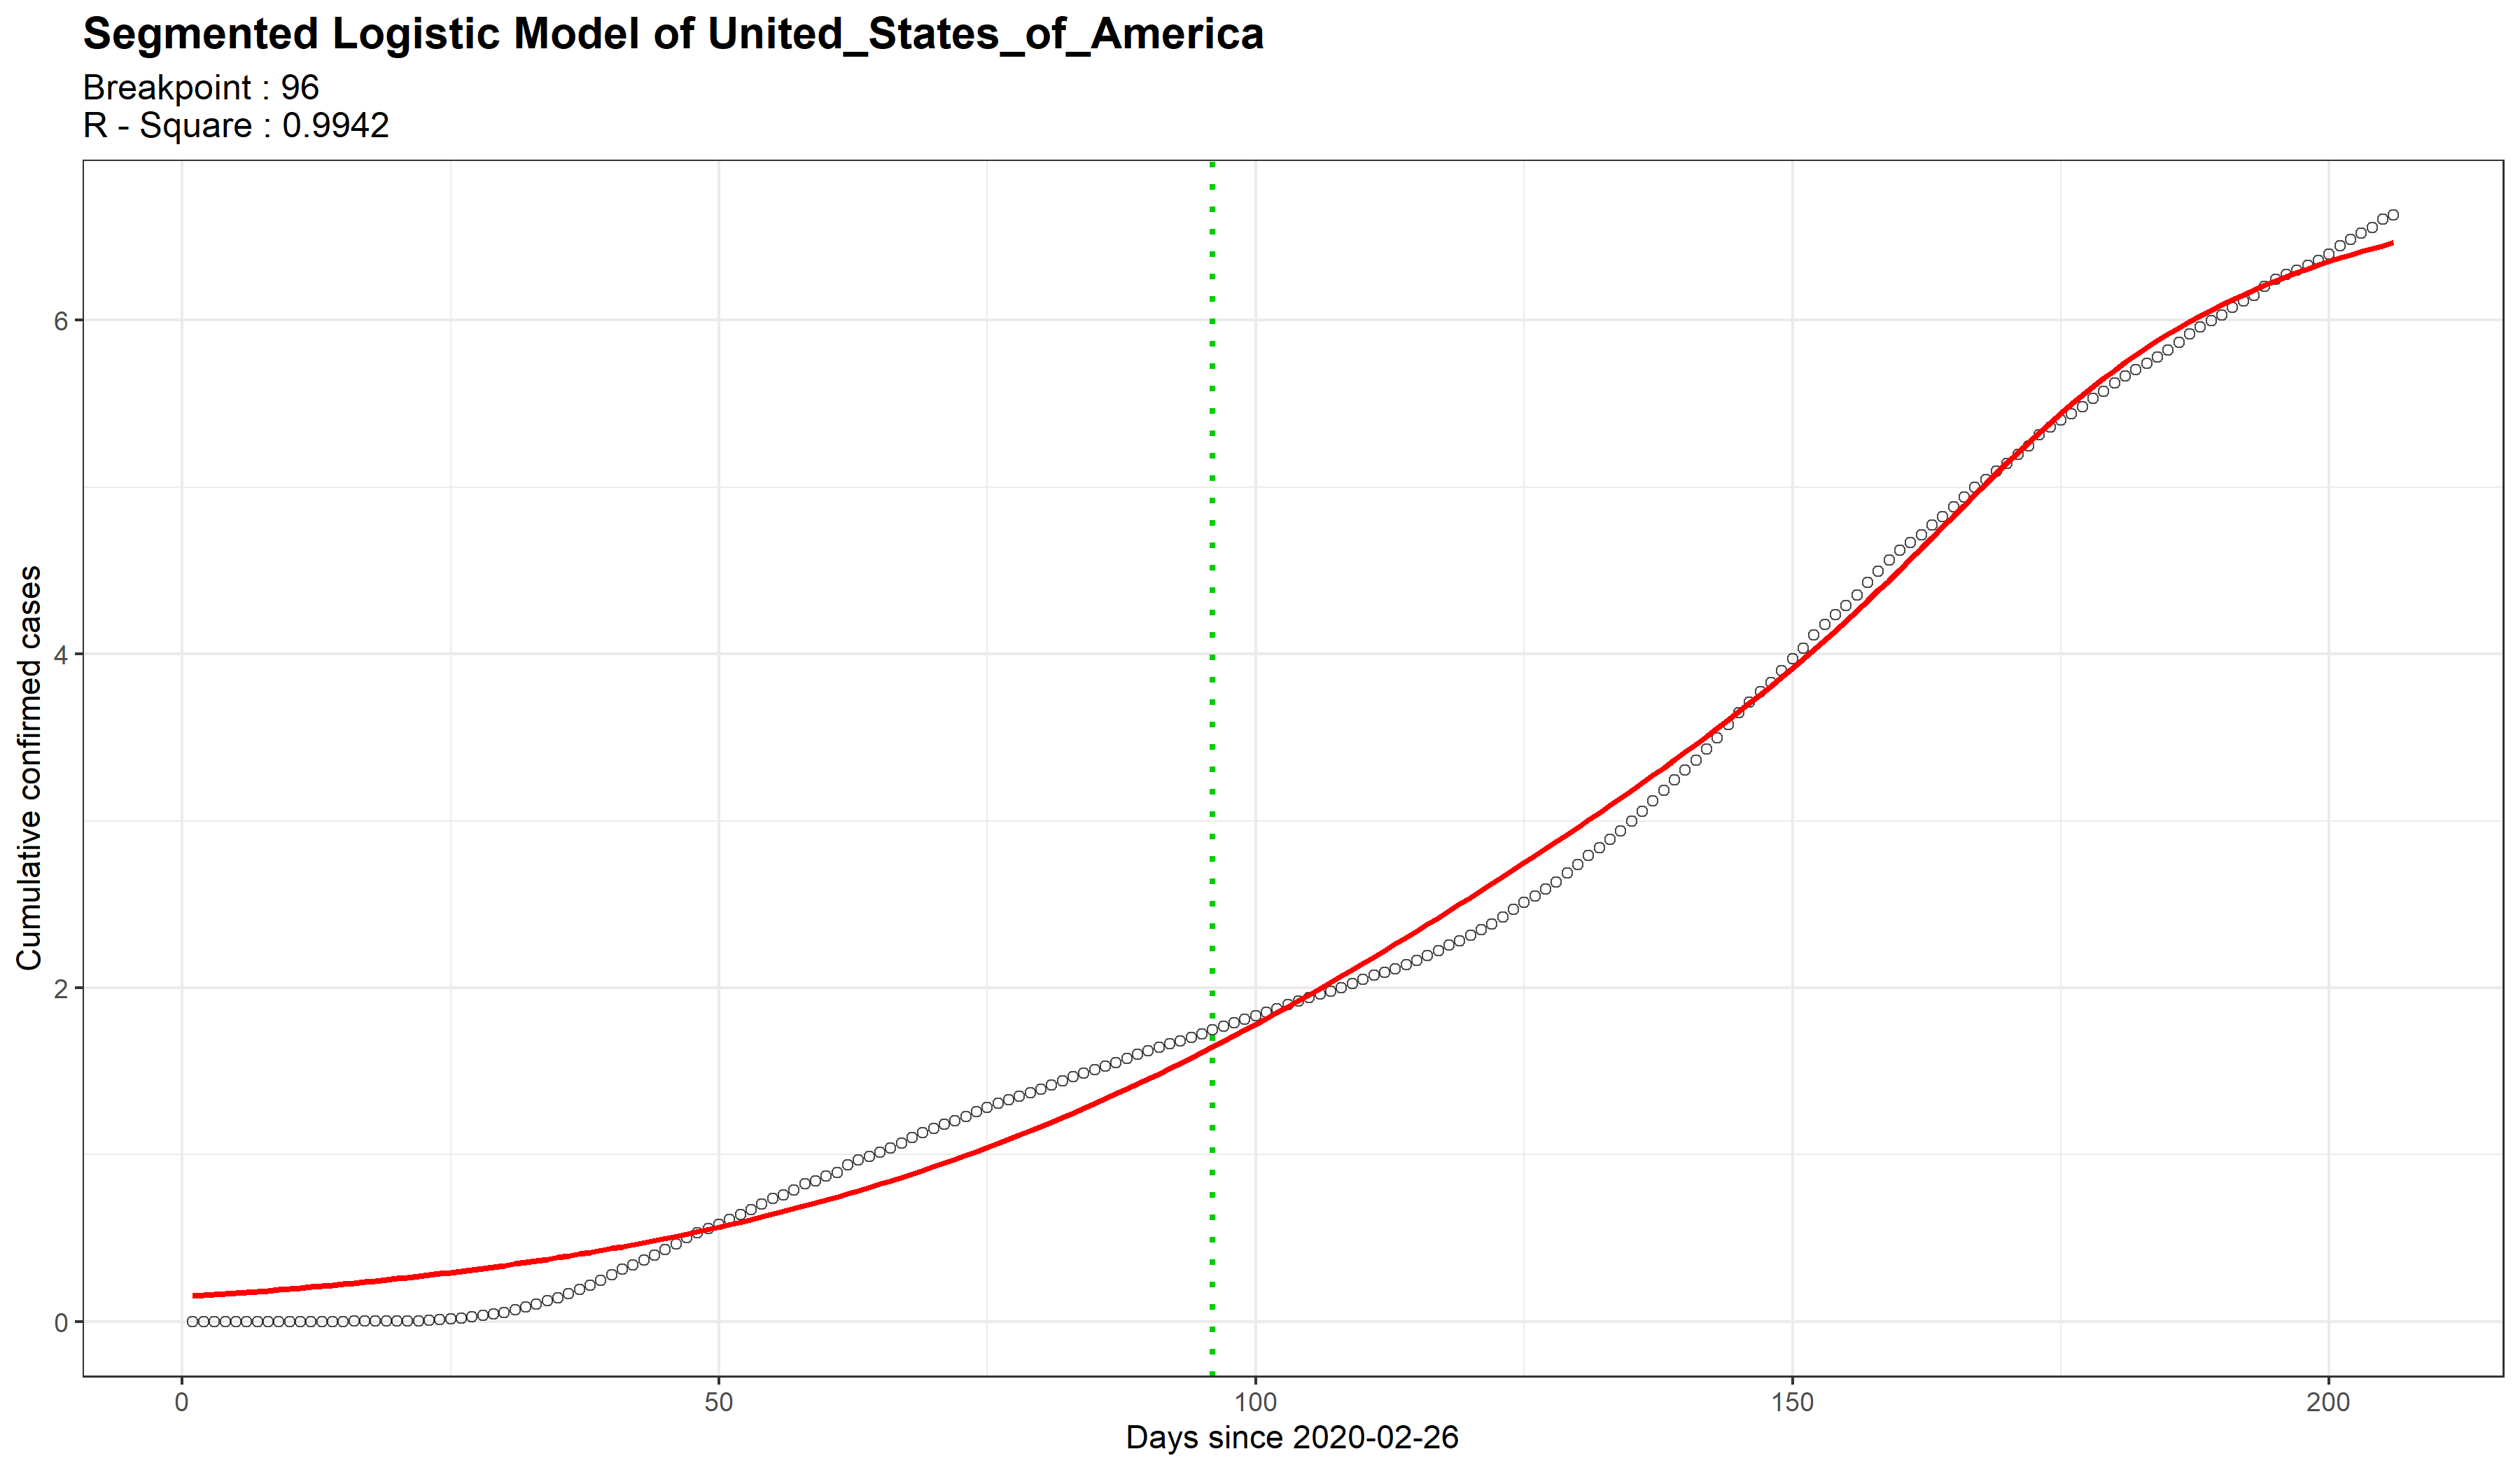 Segmented Logistic Model of United_States_of_America
Breakpoint : 96
R - Square : 0.9942
Cumulative confirmed cases
6
4
2
0
0 50 100 150 200
Days since 2020-02-26